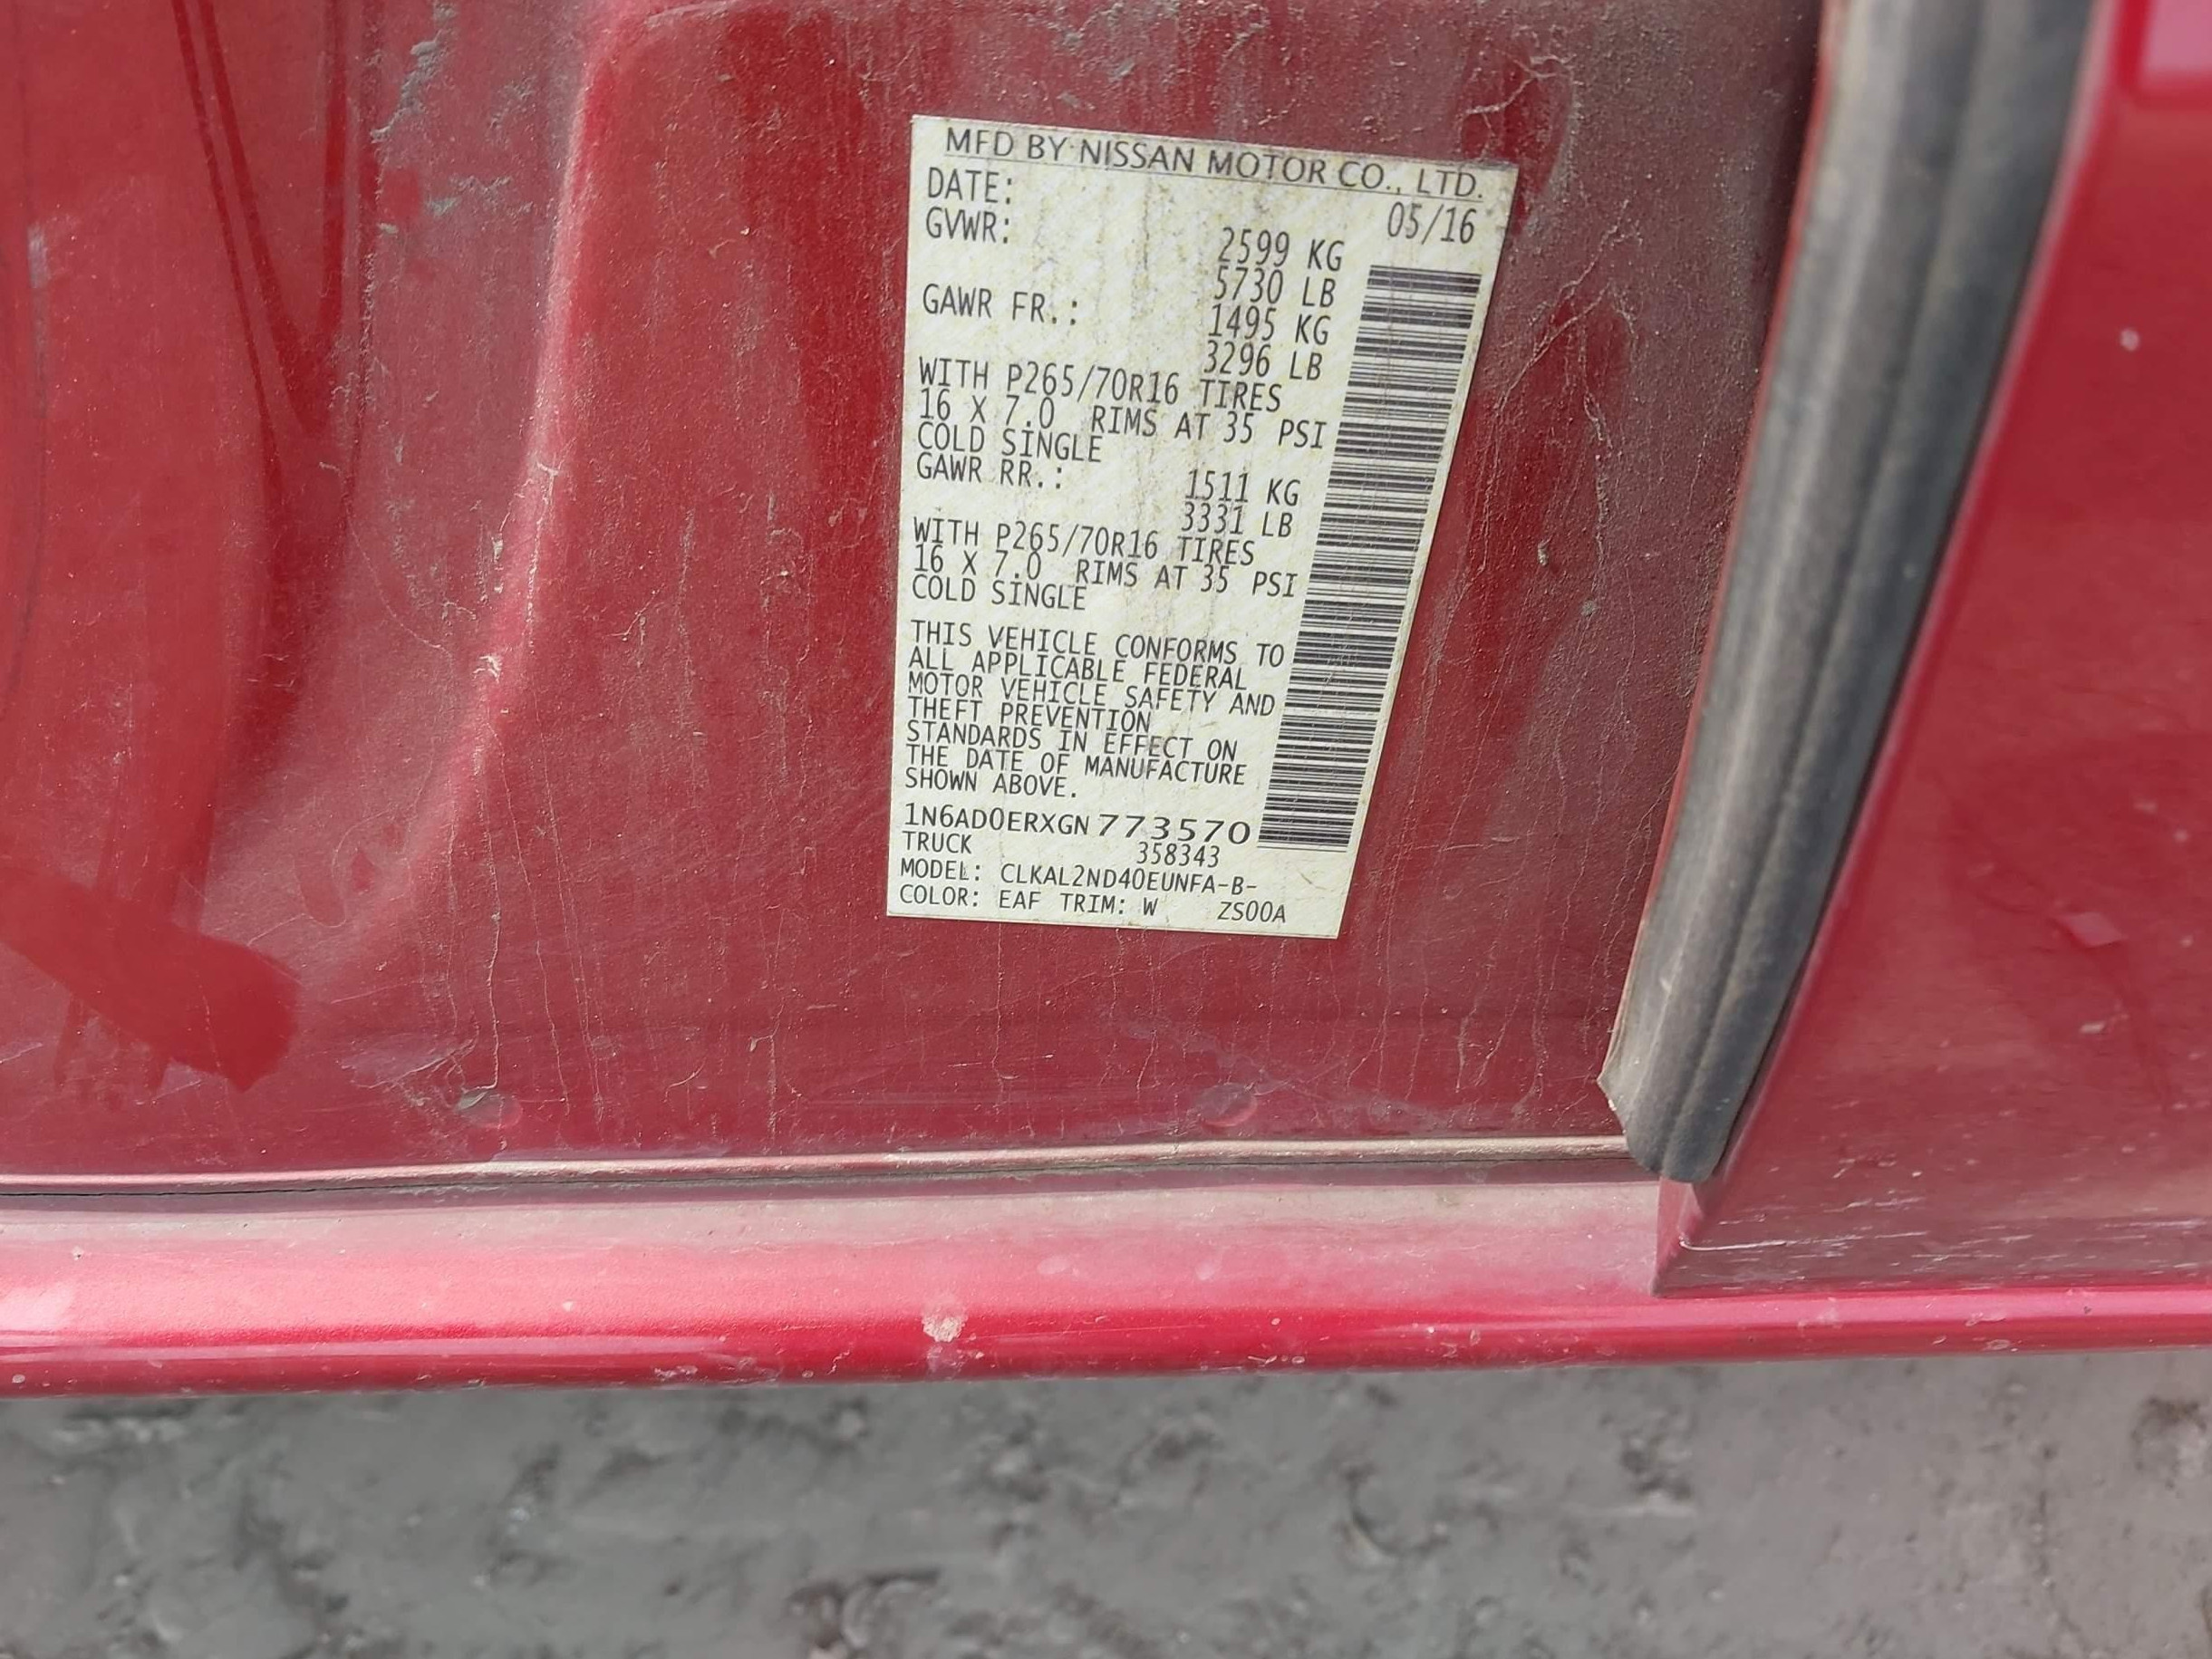 MFD BY NISSAN MOTOR CO., LTD.
DATE: 05/16
GVWR: 2599 KG
5730 LB
GAWR FR.: 1495 KG
3296 LB
WITH P265/70R16 TIRES
16 X 7.0 RIMS AT 35 PSI
COLD SINGLE
GAWR RR.: 1511 KG
3331 LB
WITH P265/70R16 TIRES
16 X 7.0 RIMS AT 35 PSI
COLD SINGLE
THIS VEHICLE CONFORMS TO
ALL APPLICABLE FEDERAL
MOTOR VEHICLE SAFETY AND
THEFT PREVENTION
STANDARDS IN EFFECT ON
THE DATE OF MANUFACTURE
SHOWN ABOVE.
1N6AD0ERXGN773570
TRUCK 358343
MODEL: CLKAL2ND40EUNFA-B-
COLOR: EAF TRIM: W ZS00A